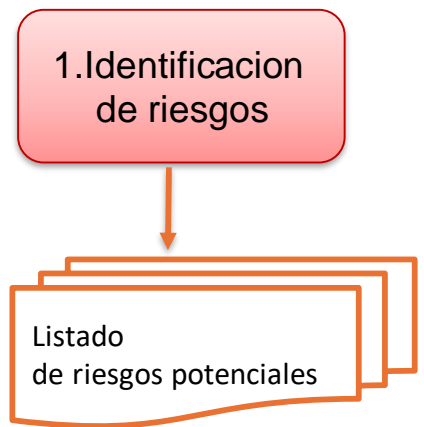 1.Identificacion
de riesgos
Listado
de riesgos potenciales